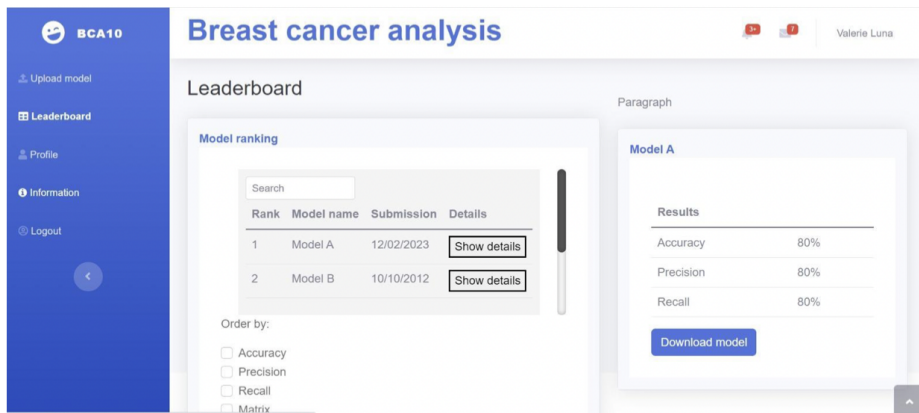 BCA10
Upload model
Leaderboard
Profile
Information
Logout
Breast cancer analysis
3+
7
Valerie Luna
Leaderboard
Model ranking
Search
Rank Model name Submission Details
1 Model A 12/02/2023 Show details
2 Model B 10/10/2012 Show details
Order by:
Accuracy
Precision
Recall
Matrix
Paragraph
Model A
Results
Accuracy 80%
Precision 80%
Recall 80%
Download model